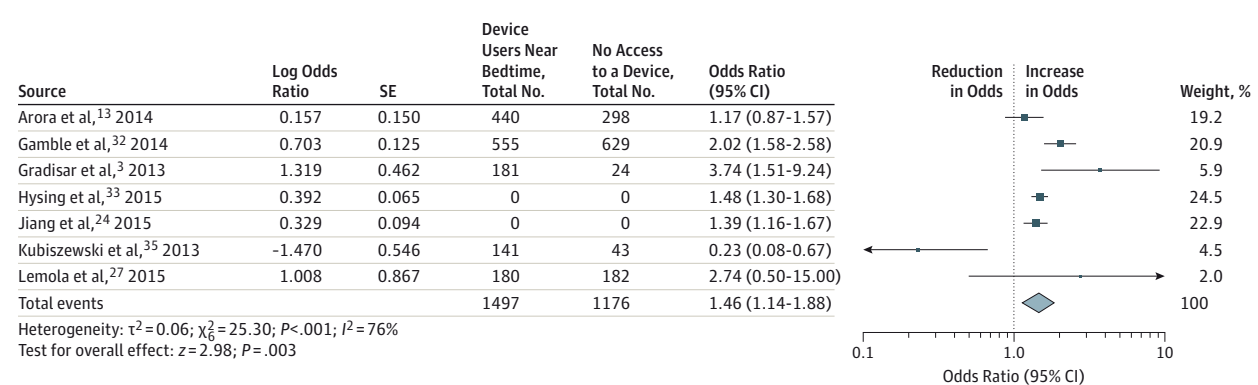 Source Log Odds Ratio SE Device Users Near Bedtime, Total No. No Access to a Device, Total No. Odds Ratio (95% CI) Reduction in Odds Increase in Odds Weight, %
Arora et al,13 2014 0.157 0.150 440 298 1.17 (0.87-1.57) 19.2
Gamble et al,32 2014 0.703 0.125 555 629 2.02 (1.58-2.58) 20.9
Gradisar et al,3 2013 1.319 0.462 181 24 3.74 (1.51-9.24) 5.9
Hysing et al,33 2015 0.392 0.065 0 0 1.48 (1.30-1.68) 24.5
Jiang et al,24 2015 0.329 0.094 0 0 1.39 (1.16-1.67) 22.9
Kubiszewski et al,35 2013 -1.470 0.546 141 43 0.23 (0.08-0.67) 4.5
Lemola et al,27 2015 1.008 0.867 180 182 2.74 (0.50-15.00) 2.0
Total events 1497 1176 1.46 (1.14-1.88) 100
Heterogeneity: τ2=0.06; χ26=25.30; P<.001; I2=76%
Test for overall effect: z=2.98; P=.003
0.1 1.0 10
Odds Ratio (95% CI)